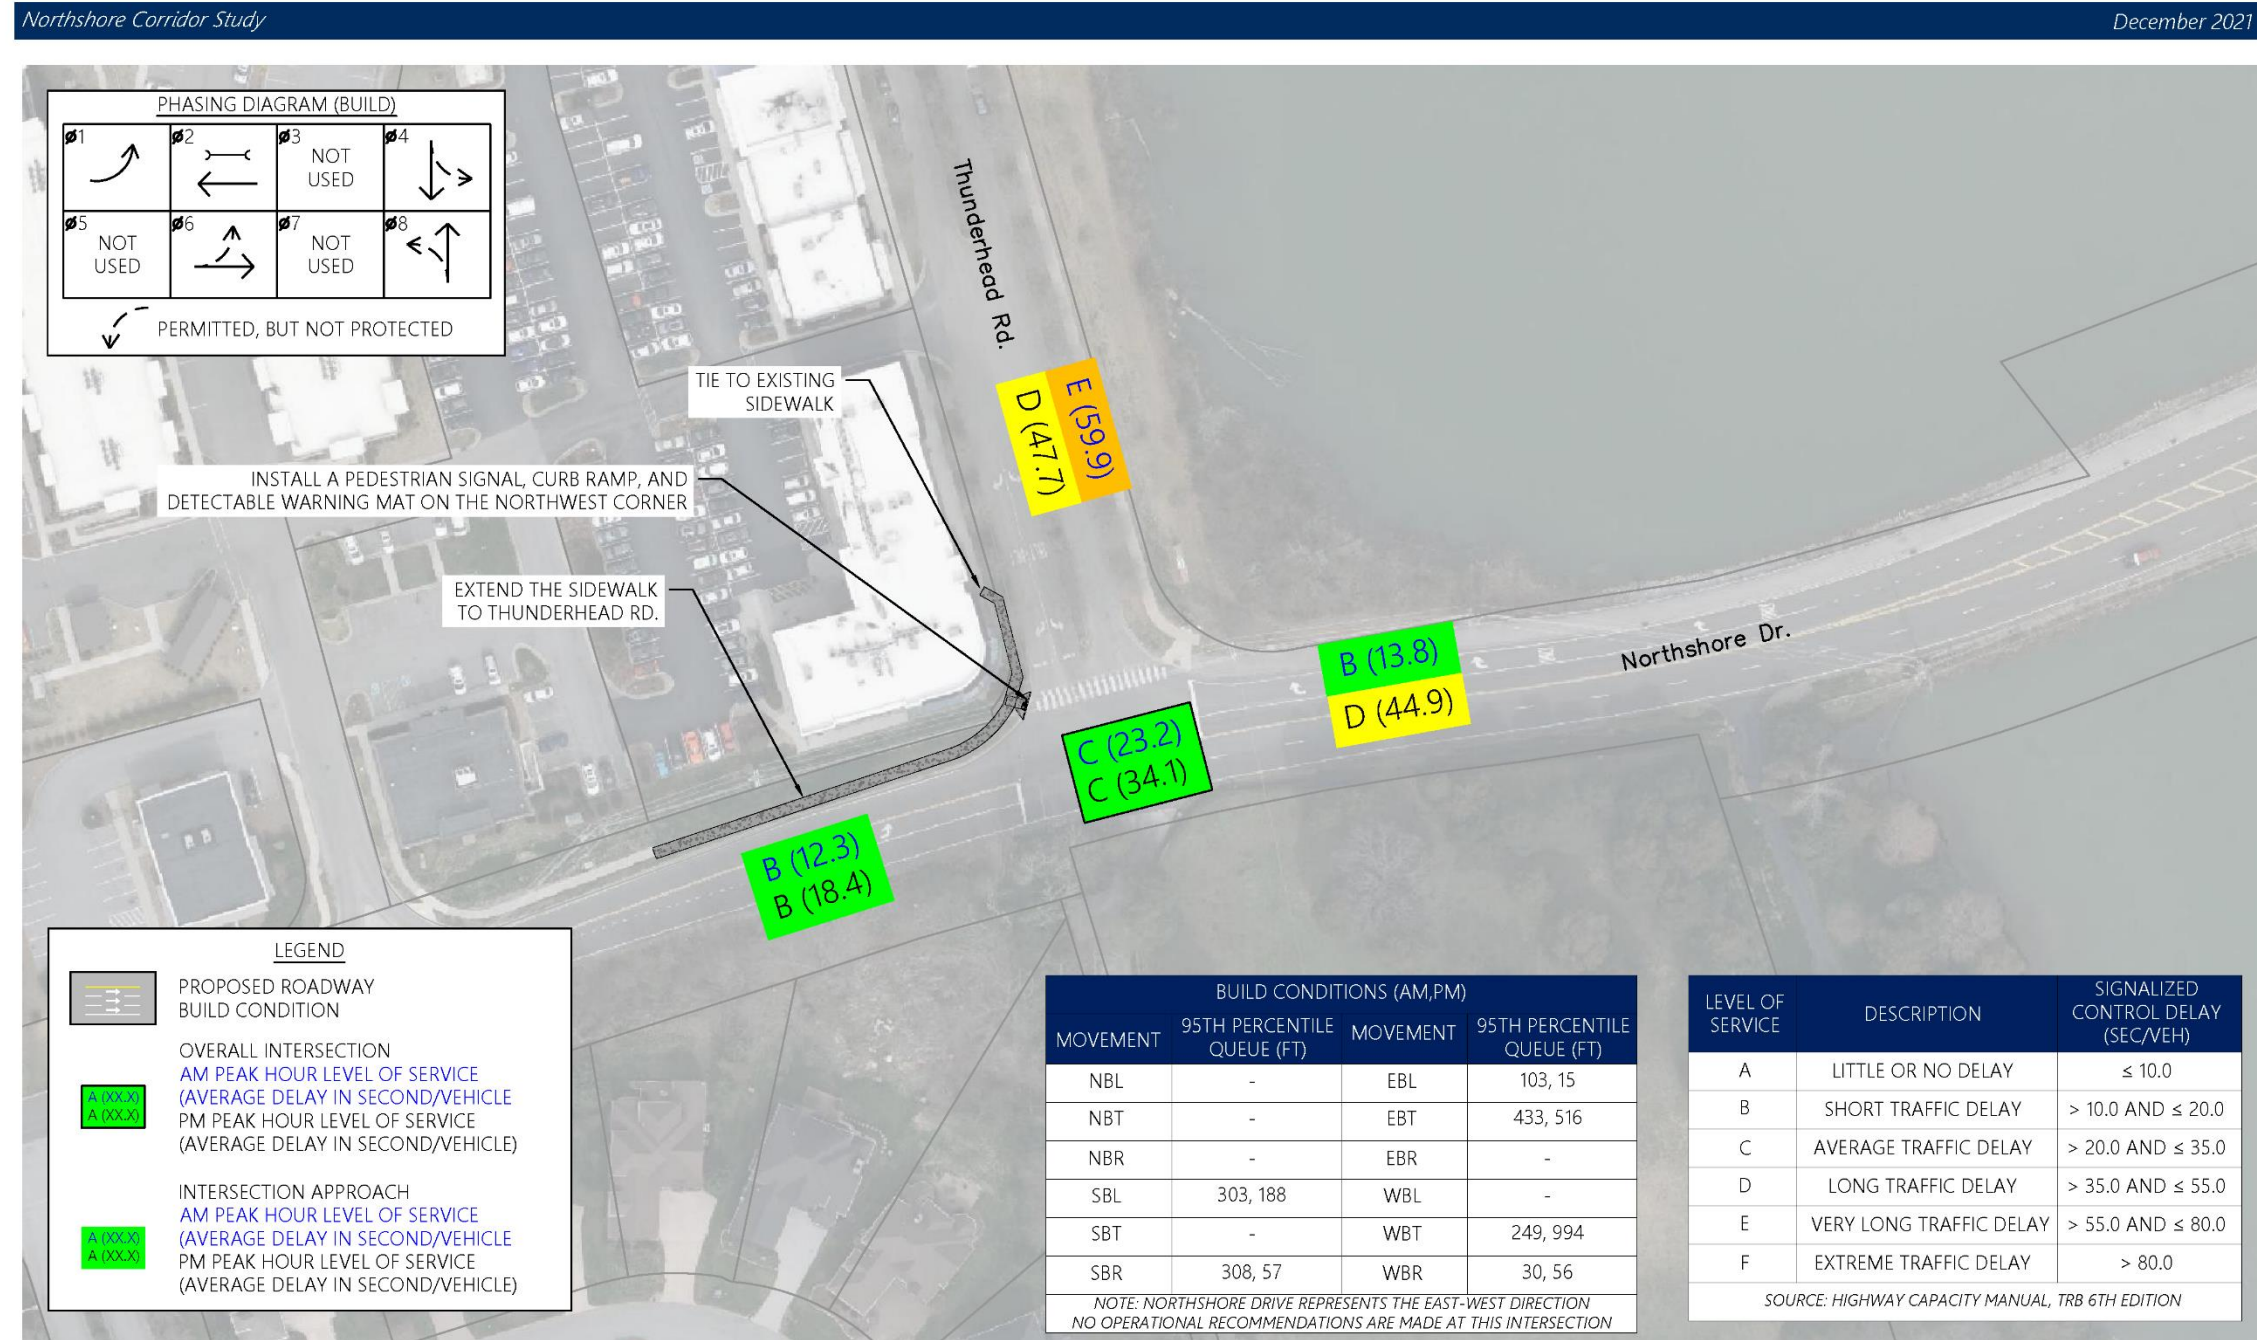 Northshore Corridor Study
December 2021
PHASING DIAGRAM (BUILD)
ø1
ø2
ø3 NOT
USED
ø4
ø5 NOT
USED
ø6
ø7 NOT
USED
ø8
PERMITTED, BUT NOT PROTECTED
Thunderhead Rd.
TIE TO EXISTING
SIDEWALK
E (59.9)
D (47.7)
INSTALL A PEDESTRIAN SIGNAL, CURB RAMP, AND
DETECTABLE WARNING MAT ON THE NORTHWEST CORNER
EXTEND THE SIDEWALK
TO THUNDERHEAD RD.
Northshore Dr.
B (13.8)
D (44.9)
C (23.2)
C (34.1)
B (12.3)
B (18.4)
LEGEND
PROPOSED ROADWAY
BUILD CONDITION
A (XX.X)
A (XX.X)
OVERALL INTERSECTION
AM PEAK HOUR LEVEL OF SERVICE
(AVERAGE DELAY IN SECOND/VEHICLE
PM PEAK HOUR LEVEL OF SERVICE
(AVERAGE DELAY IN SECOND/VEHICLE)
A (XX.X)
A (XX.X)
INTERSECTION APPROACH
AM PEAK HOUR LEVEL OF SERVICE
(AVERAGE DELAY IN SECOND/VEHICLE
PM PEAK HOUR LEVEL OF SERVICE
(AVERAGE DELAY IN SECOND/VEHICLE)
BUILD CONDITIONS (AM,PM)
MOVEMENT 95TH PERCENTILE QUEUE (FT) MOVEMENT 95TH PERCENTILE QUEUE (FT)
NBL - EBL 103, 15
NBT - EBT 433, 516
NBR - EBR -
SBL 303, 188 WBL -
SBT - WBT 249, 994
SBR 308, 57 WBR 30, 56
NOTE: NORTHSHORE DRIVE REPRESENTS THE EAST-WEST DIRECTION
NO OPERATIONAL RECOMMENDATIONS ARE MADE AT THIS INTERSECTION
LEVEL OF SERVICE DESCRIPTION SIGNALIZED CONTROL DELAY (SEC/VEH)
A LITTLE OR NO DELAY ≤ 10.0
B SHORT TRAFFIC DELAY > 10.0 AND ≤ 20.0
C AVERAGE TRAFFIC DELAY > 20.0 AND ≤ 35.0
D LONG TRAFFIC DELAY > 35.0 AND ≤ 55.0
E VERY LONG TRAFFIC DELAY > 55.0 AND ≤ 80.0
F EXTREME TRAFFIC DELAY > 80.0
SOURCE: HIGHWAY CAPACITY MANUAL, TRB 6TH EDITION